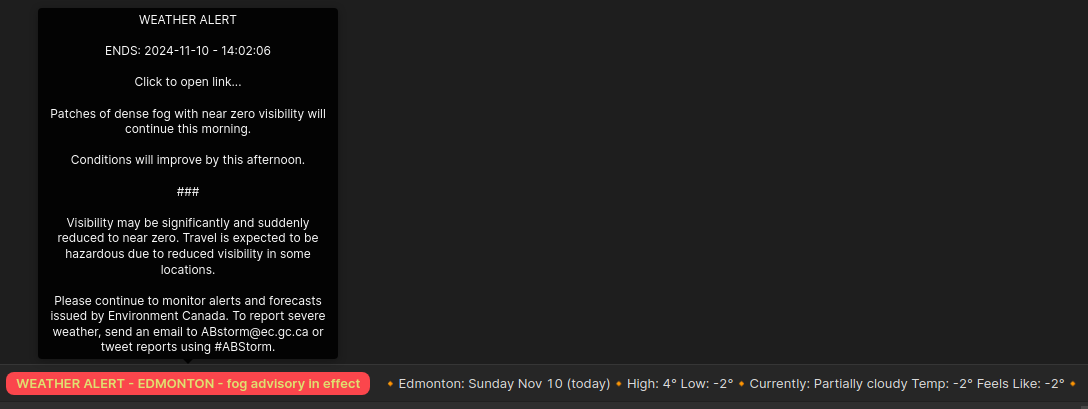 WEATHER ALERT
ENDS: 2024-11-10 - 14:02:06
Click to open link...
Patches of dense fog with near zero visibility will
continue this morning.
Conditions will improve by this afternoon.
###
Visibility may be significantly and suddenly
reduced to near zero. Travel is expected to be
hazardous due to reduced visibility in some
locations.
Please continue to monitor alerts and forecasts
issued by Environment Canada. To report severe
weather, send an email to ABstorm@ec.gc.ca or
tweet reports using #ABStorm.
WEATHER ALERT - EDMONTON - fog advisory in effect 🔸 Edmonton: Sunday Nov 10 (today) 🔸 High: 4° Low: -2° 🔸 Currently: Partially cloudy Temp: -2° Feels Like: -2° 🔸